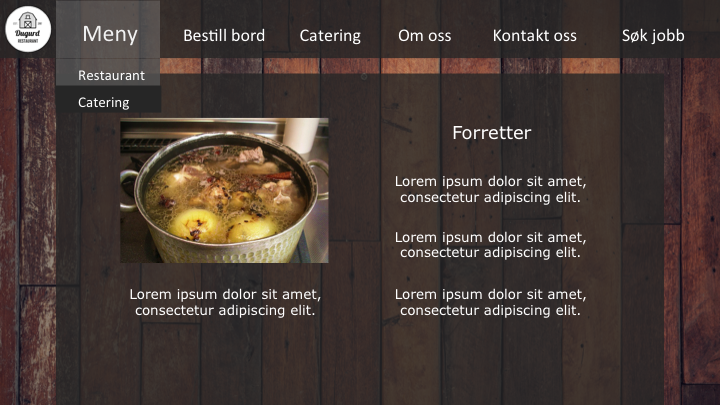 Dugurd
RESTAURANT
Meny
Bestill bord
Catering
Om oss
Kontakt oss
Søk jobb
Restaurant
Catering
Forretter
Lorem ipsum dolor sit amet,
consectetur adipiscing elit.
Lorem ipsum dolor sit amet,
consectetur adipiscing elit.
Lorem ipsum dolor sit amet,
consectetur adipiscing elit.
Lorem ipsum dolor sit amet,
consectetur adipiscing elit.